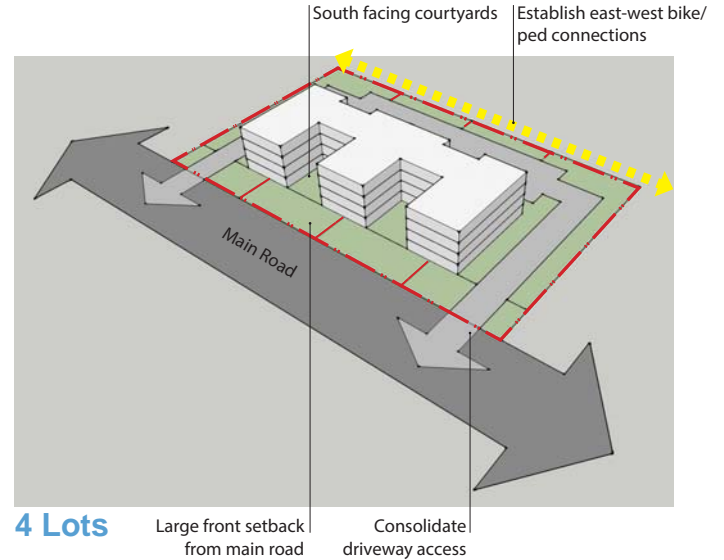 South facing courtyards
Establish east-west bike/
ped connections
Main Road
4 Lots
Large front setback
from main road
Consolidate
driveway access